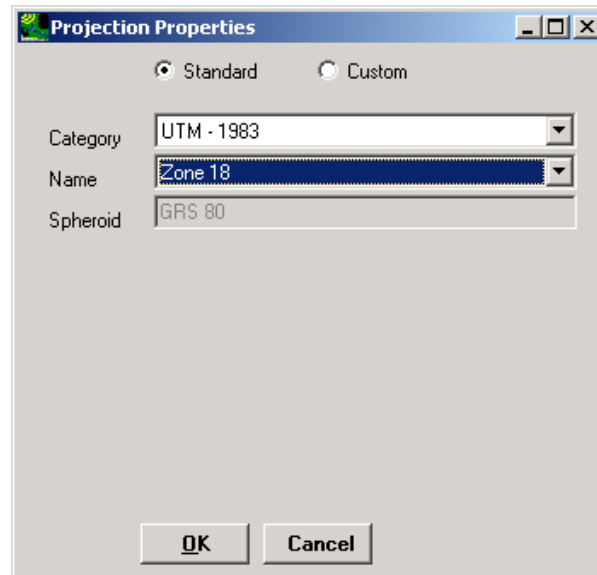 Projection Properties
Standard Custom
Category UTM - 1983
Name Zone 18
Spheroid GRS 80
OK Cancel